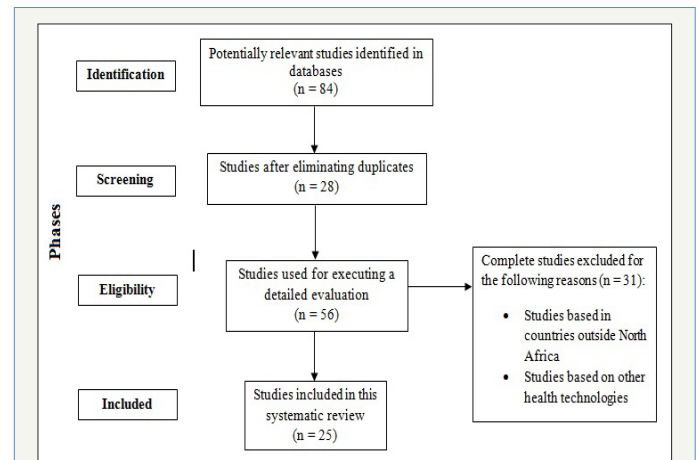 Phases
Identification
Potentially relevant studies identified in
databases
(n = 84)
Screening
Studies after eliminating duplicates
(n = 28)
Eligibility
Studies used for executing a
detailed evaluation
(n = 56)
Complete studies excluded for
the following reasons (n = 31):
• Studies based in
countries outside North
Africa
• Studies based on other
health technologies
Included
Studies included in this
systematic review
(n = 25)